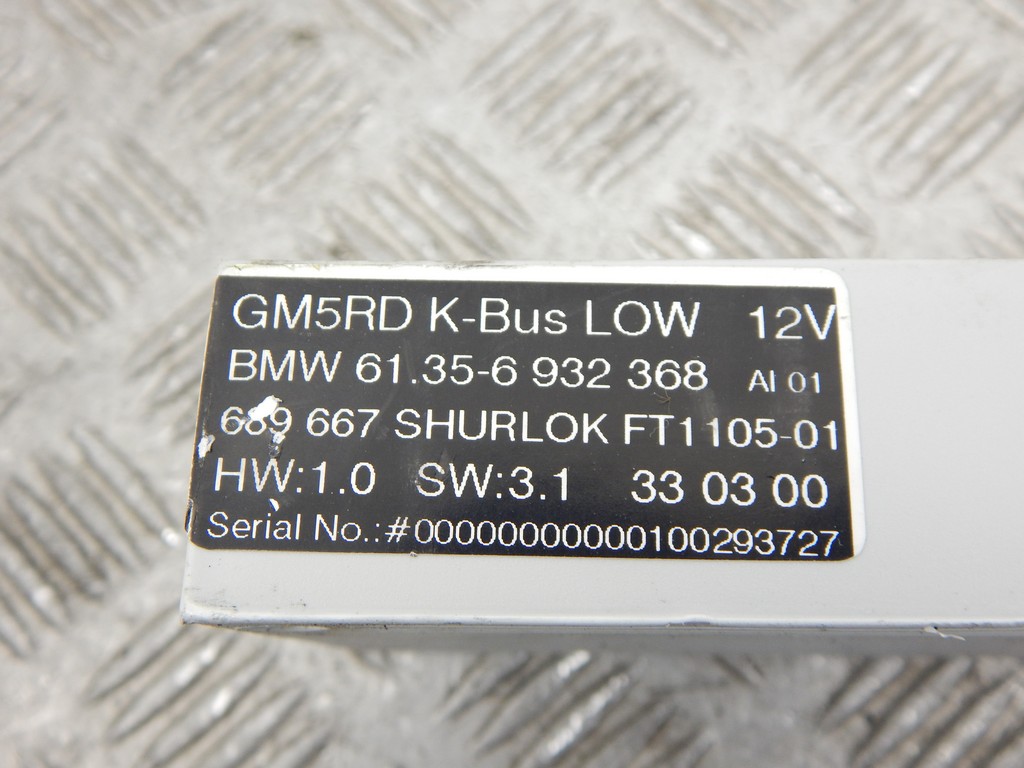 GM5RD K-Bus LOW 12V
BMW 61.35-6 932 368 AI 01
689 667 SHURLOK FT1105-01
HW:1.0 SW:3.1 33 03 00
Serial No.:#00000000000100293727